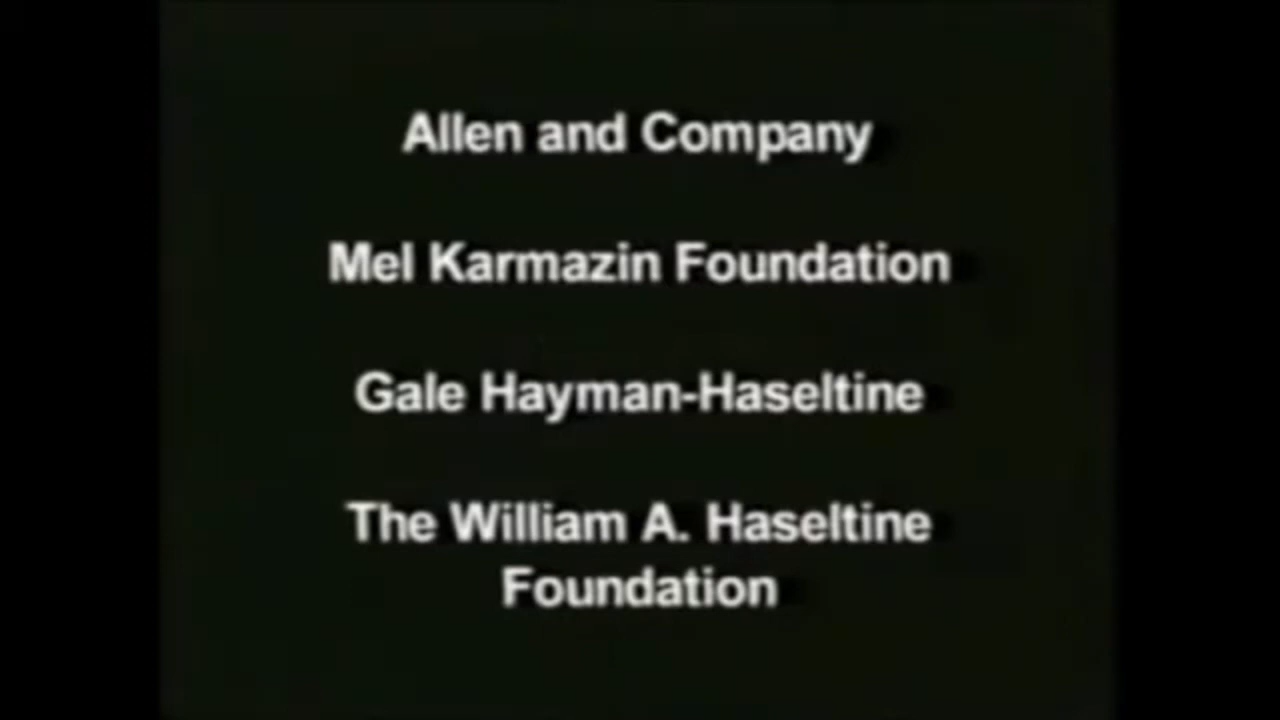 Allen and Company
Mel Karmazin Foundation
Gale Hayman-Haseltine
The William A. Haseltine
Foundation